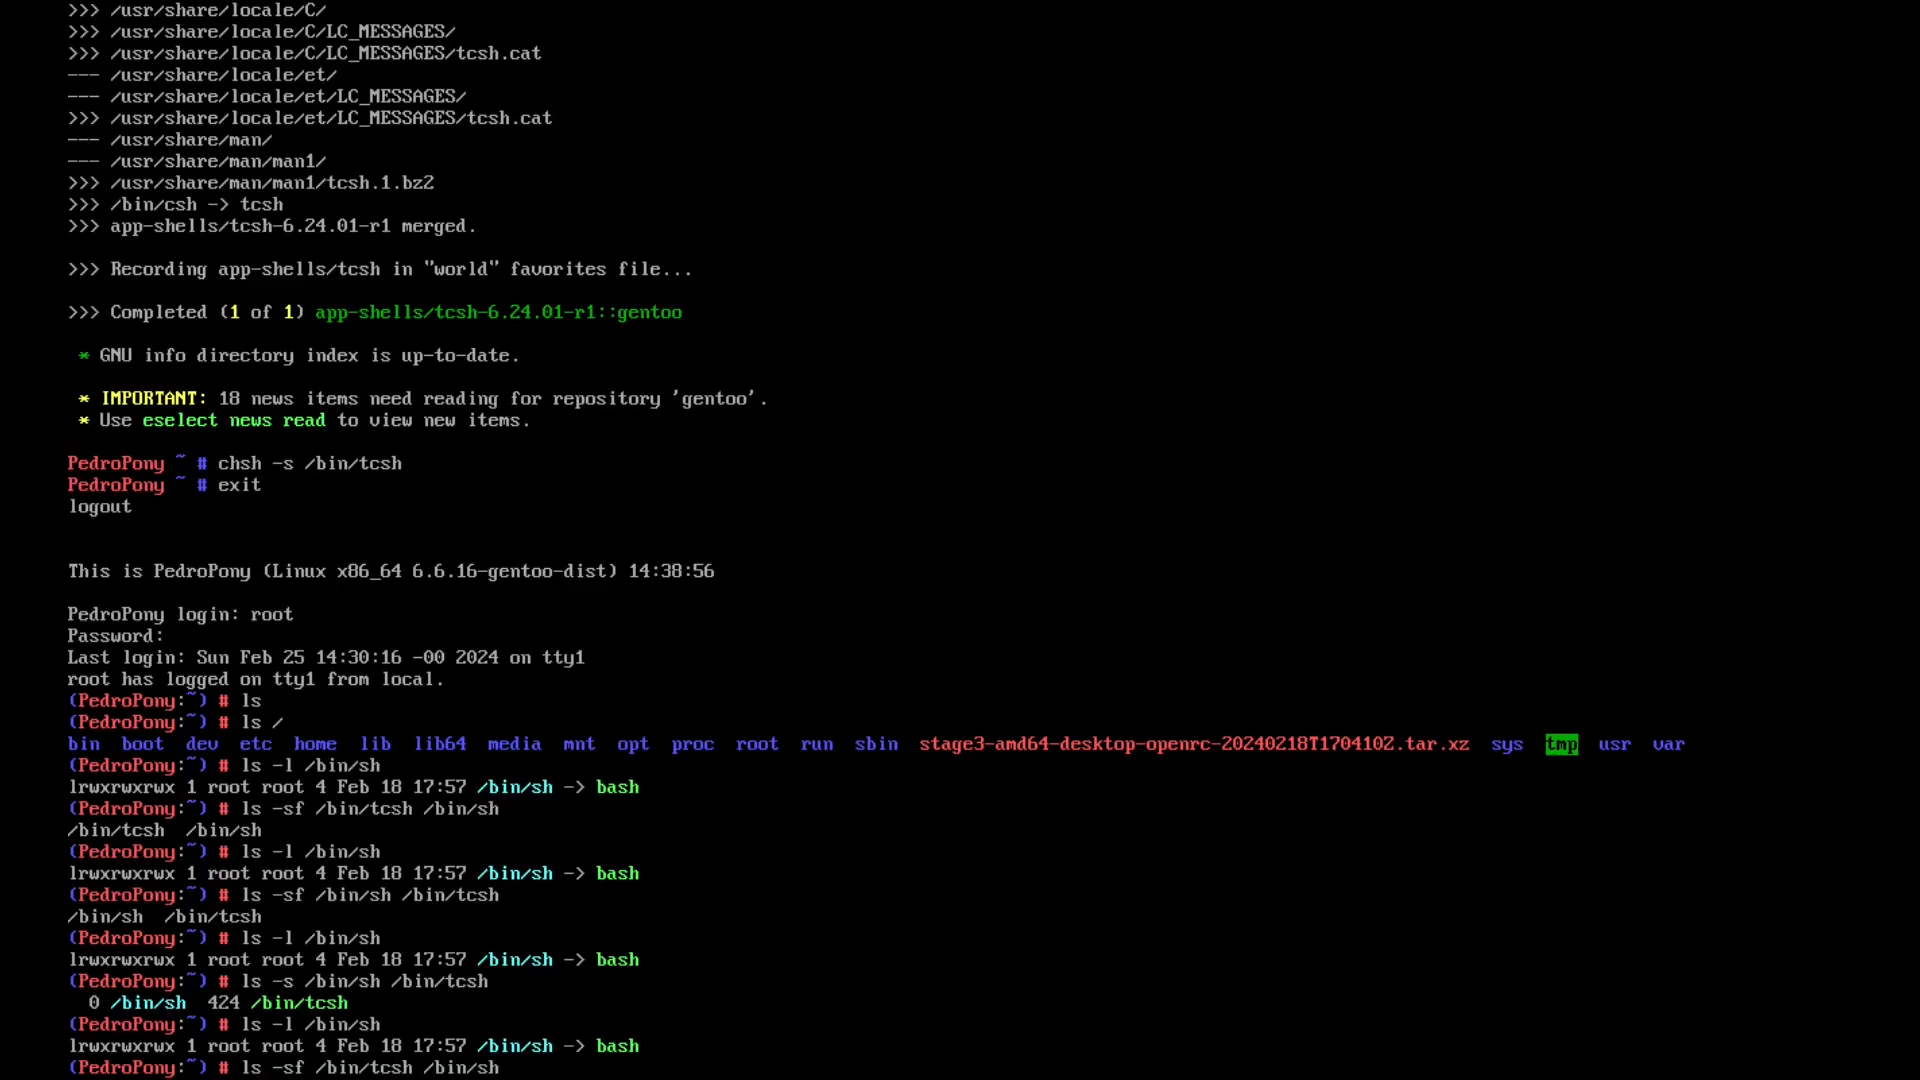 >>> /usr/share/locale/C/
>>> /usr/share/locale/C/LC_MESSAGES/
>>> /usr/share/locale/C/LC_MESSAGES/tcsh.cat
--- /usr/share/locale/et/
--- /usr/share/locale/et/LC_MESSAGES/
>>> /usr/share/locale/et/LC_MESSAGES/tcsh.cat
--- /usr/share/man/
--- /usr/share/man/man1/
>>> /usr/share/man/man1/tcsh.1.bz2
>>> /bin/csh -> tcsh
>>> app-shells/tcsh-6.24.01-r1 merged.
>>> Recording app-shells/tcsh in "world" favorites file...
>>> Completed (1 of 1) app-shells/tcsh-6.24.01-r1::gentoo
* GNU info directory index is up-to-date.
* IMPORTANT: 18 news items need reading for repository 'gentoo'.
* Use eselect news read to view new items.
PedroPony ~ # chsh -s /bin/tcsh
PedroPony ~ # exit
logout
This is PedroPony (Linux x86_64 6.6.16-gentoo-dist) 14:38:56
PedroPony login: root
Password:
Last login: Sun Feb 25 14:30:16 -00 2024 on tty1
root has logged on tty1 from local.
(PedroPony:~) # ls
(PedroPony:~) # ls /
bin  boot  dev  etc  home  lib  lib64  media  mnt  opt  proc  root  run  sbin  stage3-amd64-desktop-openrc-20240218T170410Z.tar.xz  sys  tmp  usr  var
(PedroPony:~) # ls -l /bin/sh
lrwxrwxrwx 1 root root 4 Feb 18 17:57 /bin/sh -> bash
(PedroPony:~) # ls -sf /bin/tcsh /bin/sh
/bin/tcsh  /bin/sh
(PedroPony:~) # ls -l /bin/sh
lrwxrwxrwx 1 root root 4 Feb 18 17:57 /bin/sh -> bash
(PedroPony:~) # ls -sf /bin/sh /bin/tcsh
/bin/sh  /bin/tcsh
(PedroPony:~) # ls -l /bin/sh
lrwxrwxrwx 1 root root 4 Feb 18 17:57 /bin/sh -> bash
(PedroPony:~) # ls -s /bin/sh /bin/tcsh
0 /bin/sh  424 /bin/tcsh
(PedroPony:~) # ls -l /bin/sh
lrwxrwxrwx 1 root root 4 Feb 18 17:57 /bin/sh -> bash
(PedroPony:~) # ls -sf /bin/tcsh /bin/sh